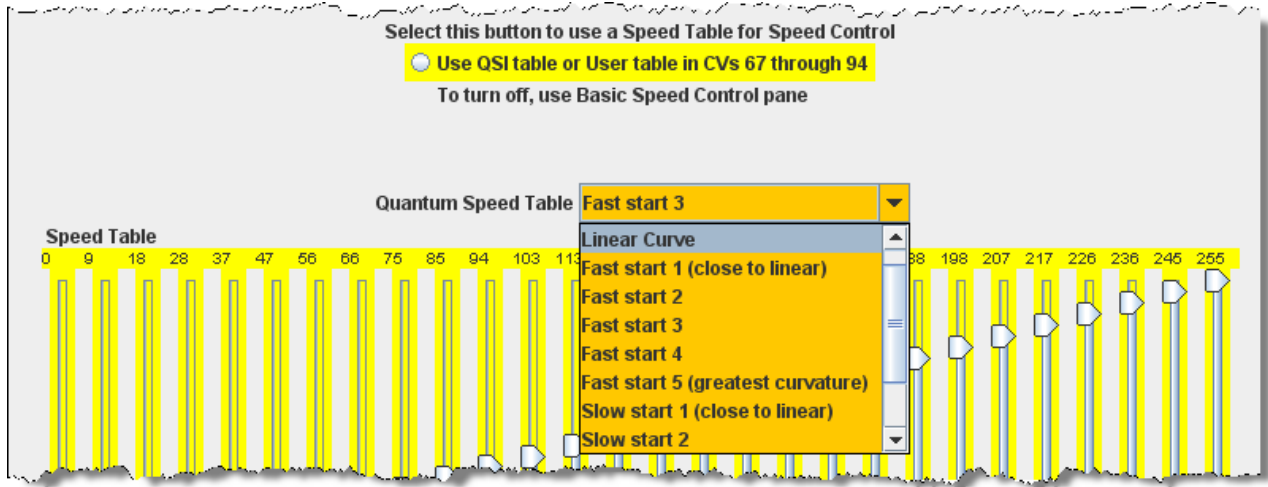 Select this button to use a Speed Table for Speed Control
Use QSI table or User table in CVs 67 through 94
To turn off, use Basic Speed Control pane
Quantum Speed Table Fast start 3
Speed Table
0 9 18 28 37 47 56 66 75 85 94 103 198 207 217 226 236 245 255
Linear Curve
Fast start 1 (close to linear)
Fast start 2
Fast start 3
Fast start 4
Fast start 5 (greatest curvature)
Slow start 1 (close to linear)
Slow start 2